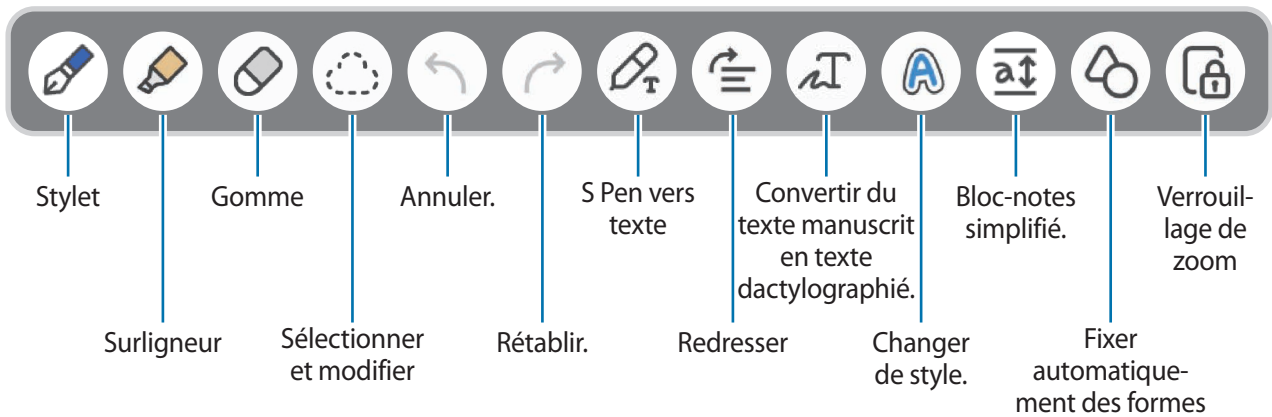 Stylet
Gomme
Annuler.
S Pen vers
texte
Convertir du
texte manuscrit
en texte
dactylographié.
Bloc-notes
simplifié.
Verrouil-
lage de
zoom
Surligneur
Sélectionner
et modifier
Rétablir.
Redresser
Changer
de style.
Fixer
automatique-
ment des formes